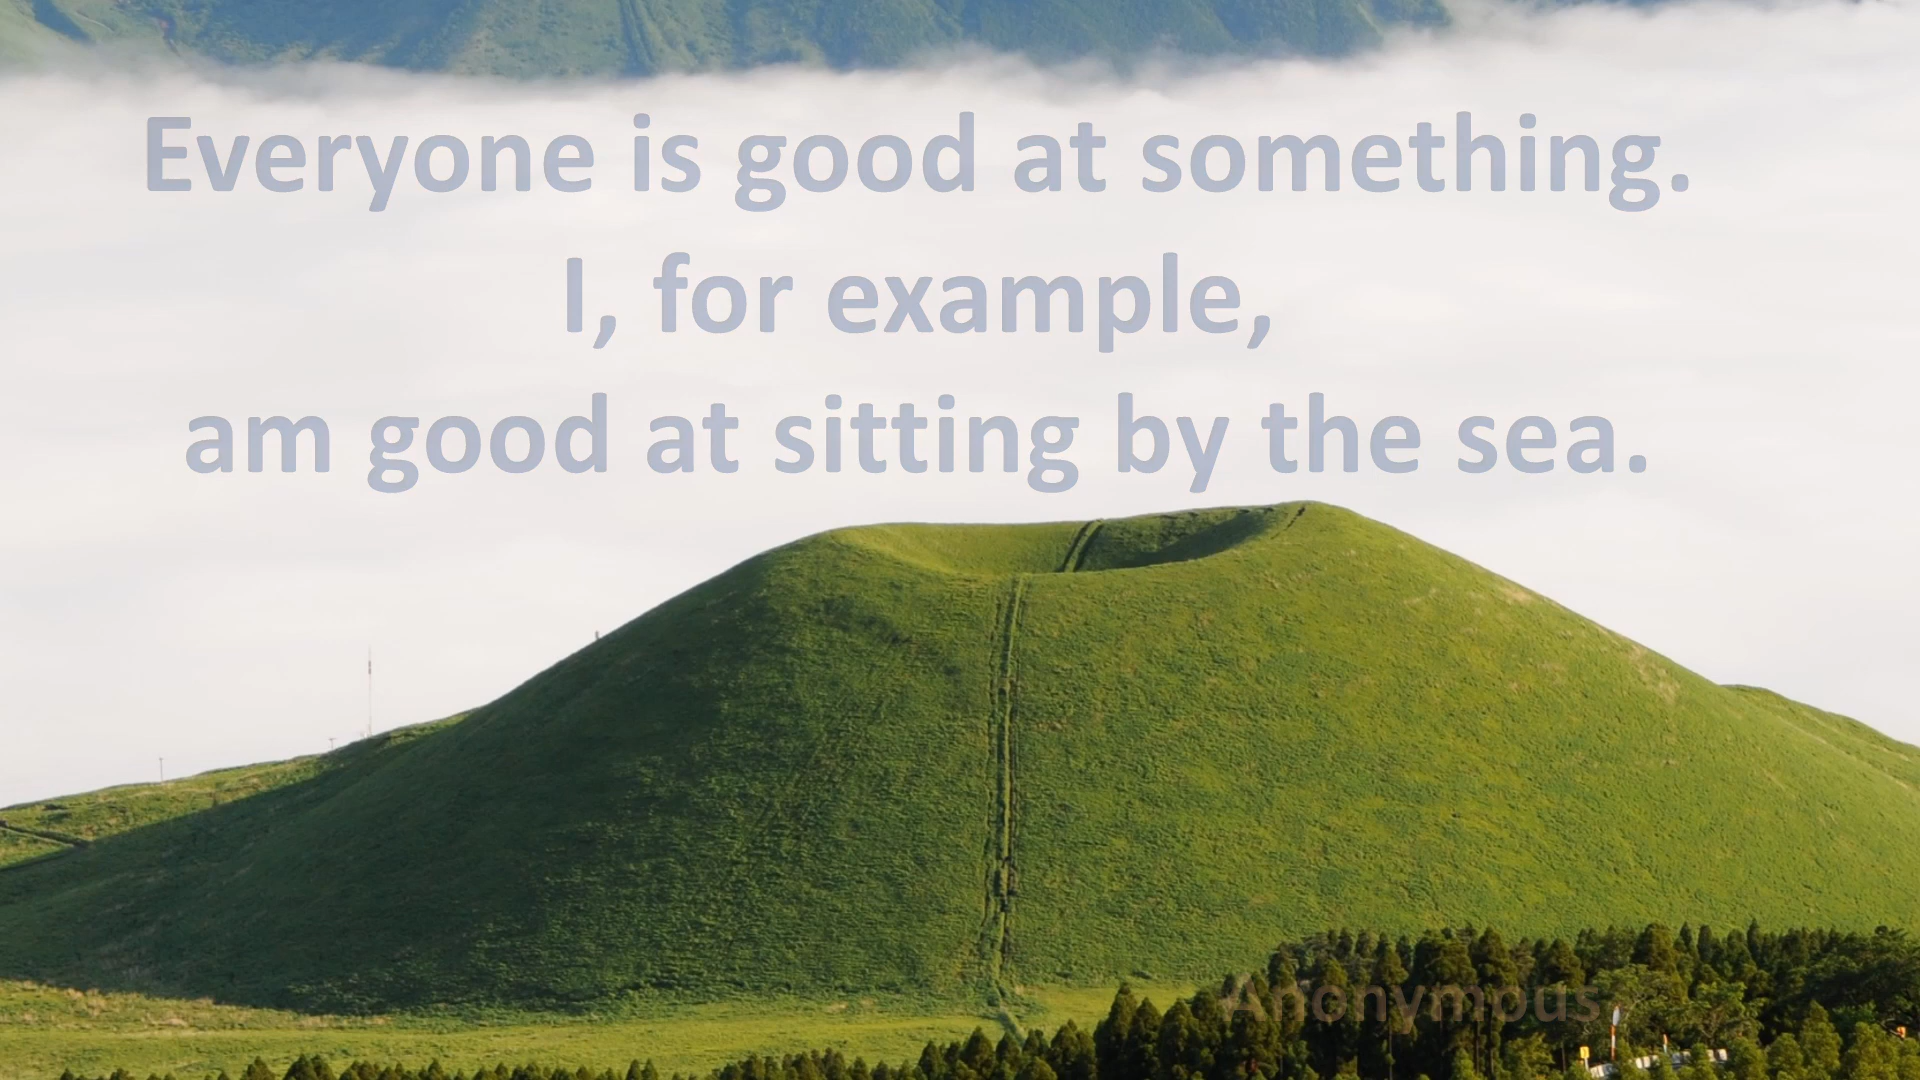 Everyone is good at something.
I, for example,
am good at sitting by the sea.
Anonymous